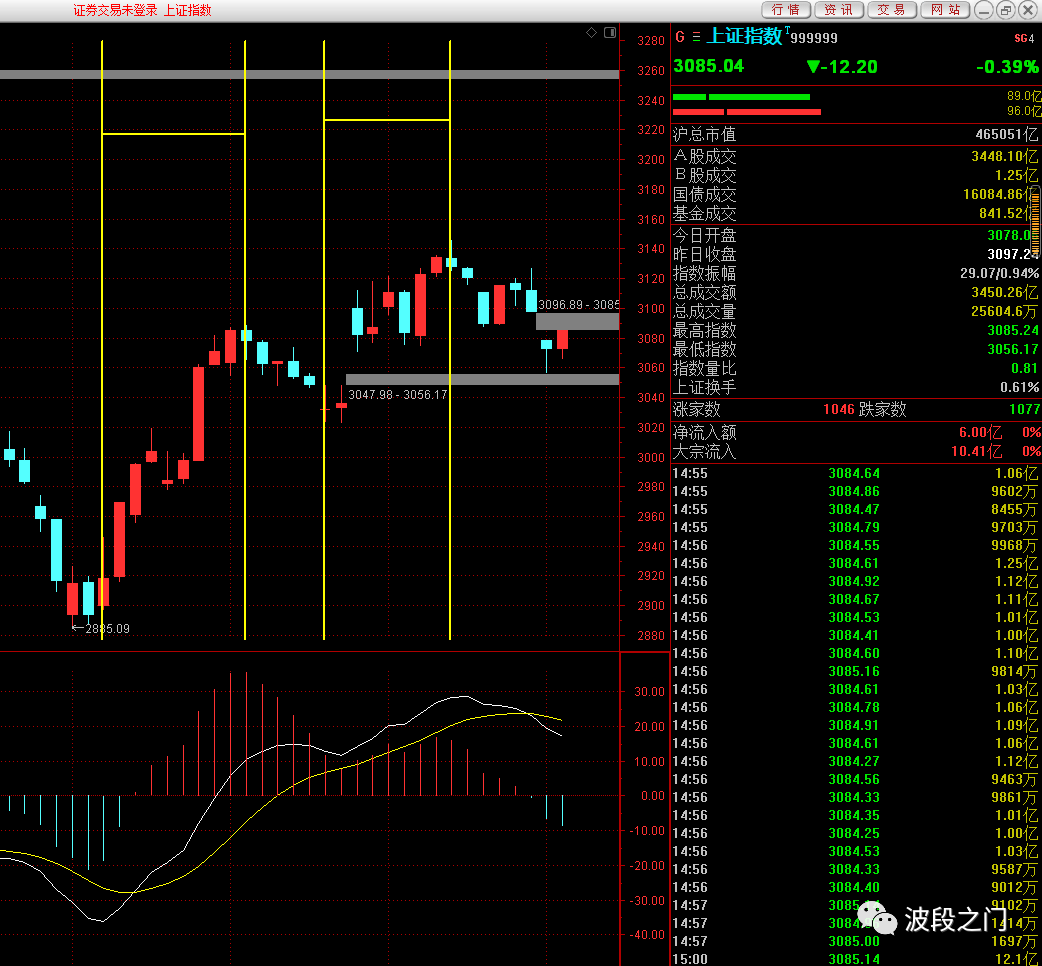 证券交易未登录 上证指数 行情 资讯 交易 网站
3280
3260
3240
3220
3200
3180
3160
3140
3120
3100
3080
3060
3040
3020
3000
2980
2960
2940
2920
2900
2880
3096.89 - 3085
3047.98 - 3056.17
←2885.09
30.00
20.00
10.00
0.00
-10.00
-20.00
-30.00
-40.00
G 上证指数 T 999999 SG4
3085.04 ▼-12.20 -0.39%
89.0亿
96.0亿
沪总市值 465051亿
A股成交 3448.10亿
B股成交 1.25亿
国债成交 16084.86亿
基金成交 841.52亿
今日开盘 3078.0
昨日收盘 3097.24
指数振幅 29.07/0.94%
总成交额 3450.26亿
总成交量 25604.6万
最高指数 3085.24
最低指数 3056.17
指数量比 0.81
上证换手 0.61%
涨家数 1046 跌家数 1077
净流入额 6.00亿 0%
大宗流入 10.41亿 0%
14:55 3084.64 1.06亿
14:55 3084.86 9602万
14:55 3084.47 8455万
14:55 3084.79 9703万
14:56 3084.55 9968万
14:56 3084.61 1.25亿
14:56 3084.92 1.12亿
14:56 3084.67 1.11亿
14:56 3084.53 1.01亿
14:56 3084.41 1.00亿
14:56 3084.60 1.10亿
14:56 3085.16 9814万
14:56 3084.61 1.03亿
14:56 3084.78 1.06亿
14:56 3084.91 1.09亿
14:56 3084.61 1.06亿
14:56 3084.27 1.12亿
14:56 3084.56 9463万
14:56 3084.33 9861万
14:56 3084.35 1.01亿
14:56 3084.25 1.00亿
14:56 3084.53 1.03亿
14:56 3084.33 9587万
14:56 3084.40 9012万
14:57 9102万
14:57 1414万
14:57 3085.00 1697万
15:00 3085.14 12.1亿
波段之门